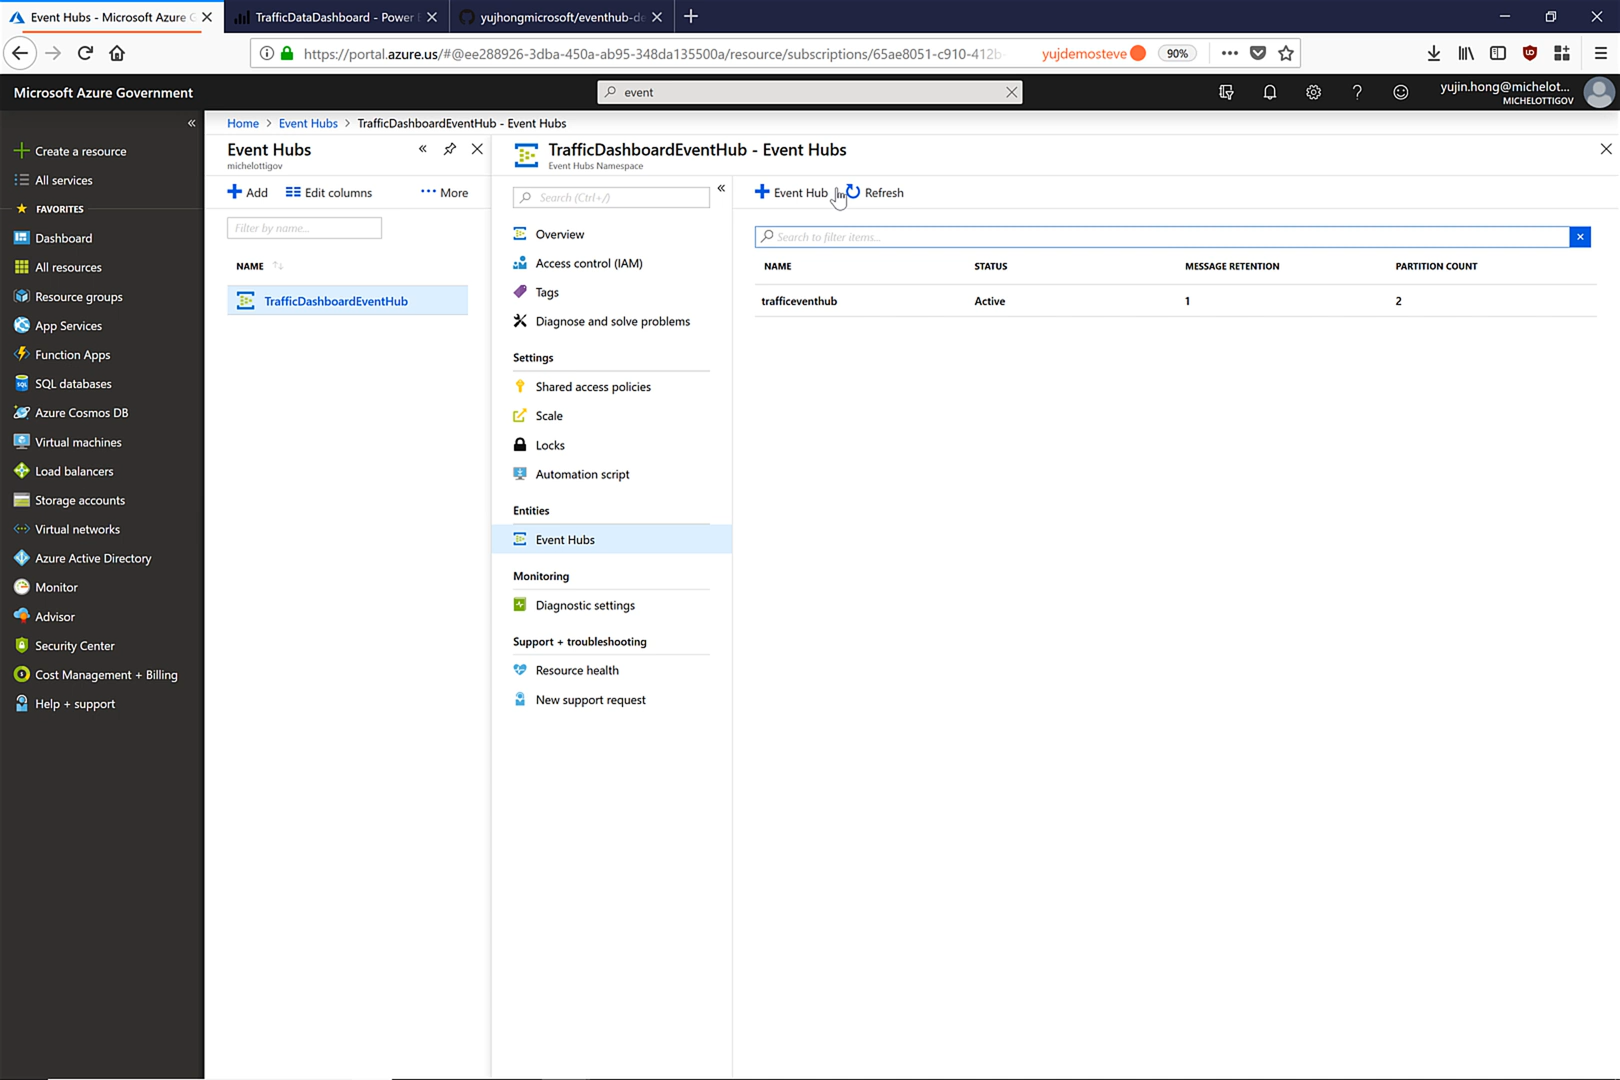 Event Hubs - Microsoft Azure G
TrafficDataDashboard - Power
yujhongmicrosoft/eventhub-de
https://portal.azure.us/#@ee288926-3dba-450a-ab95-348da135500a/resource/subscriptions/65ae8051-c910-412b-
yujdemosteve
90%
Microsoft Azure Government
event
yujin.hong@michelot...
MICHELOTTIGOV
Create a resource
All services
FAVORITES
Dashboard
All resources
Resource groups
App Services
Function Apps
SQL databases
Azure Cosmos DB
Virtual machines
Load balancers
Storage accounts
Virtual networks
Azure Active Directory
Monitor
Advisor
Security Center
Cost Management + Billing
Help + support
Home > Event Hubs > TrafficDashboardEventHub - Event Hubs
Event Hubs
michelottigov
Add
Edit columns
More
Filter by name...
NAME
TrafficDashboardEventHub
TrafficDashboardEventHub - Event Hubs
Event Hubs Namespace
Search (Ctrl+/)
Overview
Access control (IAM)
Tags
Diagnose and solve problems
Settings
Shared access policies
Scale
Locks
Automation script
Entities
Event Hubs
Monitoring
Diagnostic settings
Support + troubleshooting
Resource health
New support request
Event Hub
Refresh
Search to filter items...
NAME STATUS MESSAGE RETENTION PARTITION COUNT
trafficeventhub Active 1 2